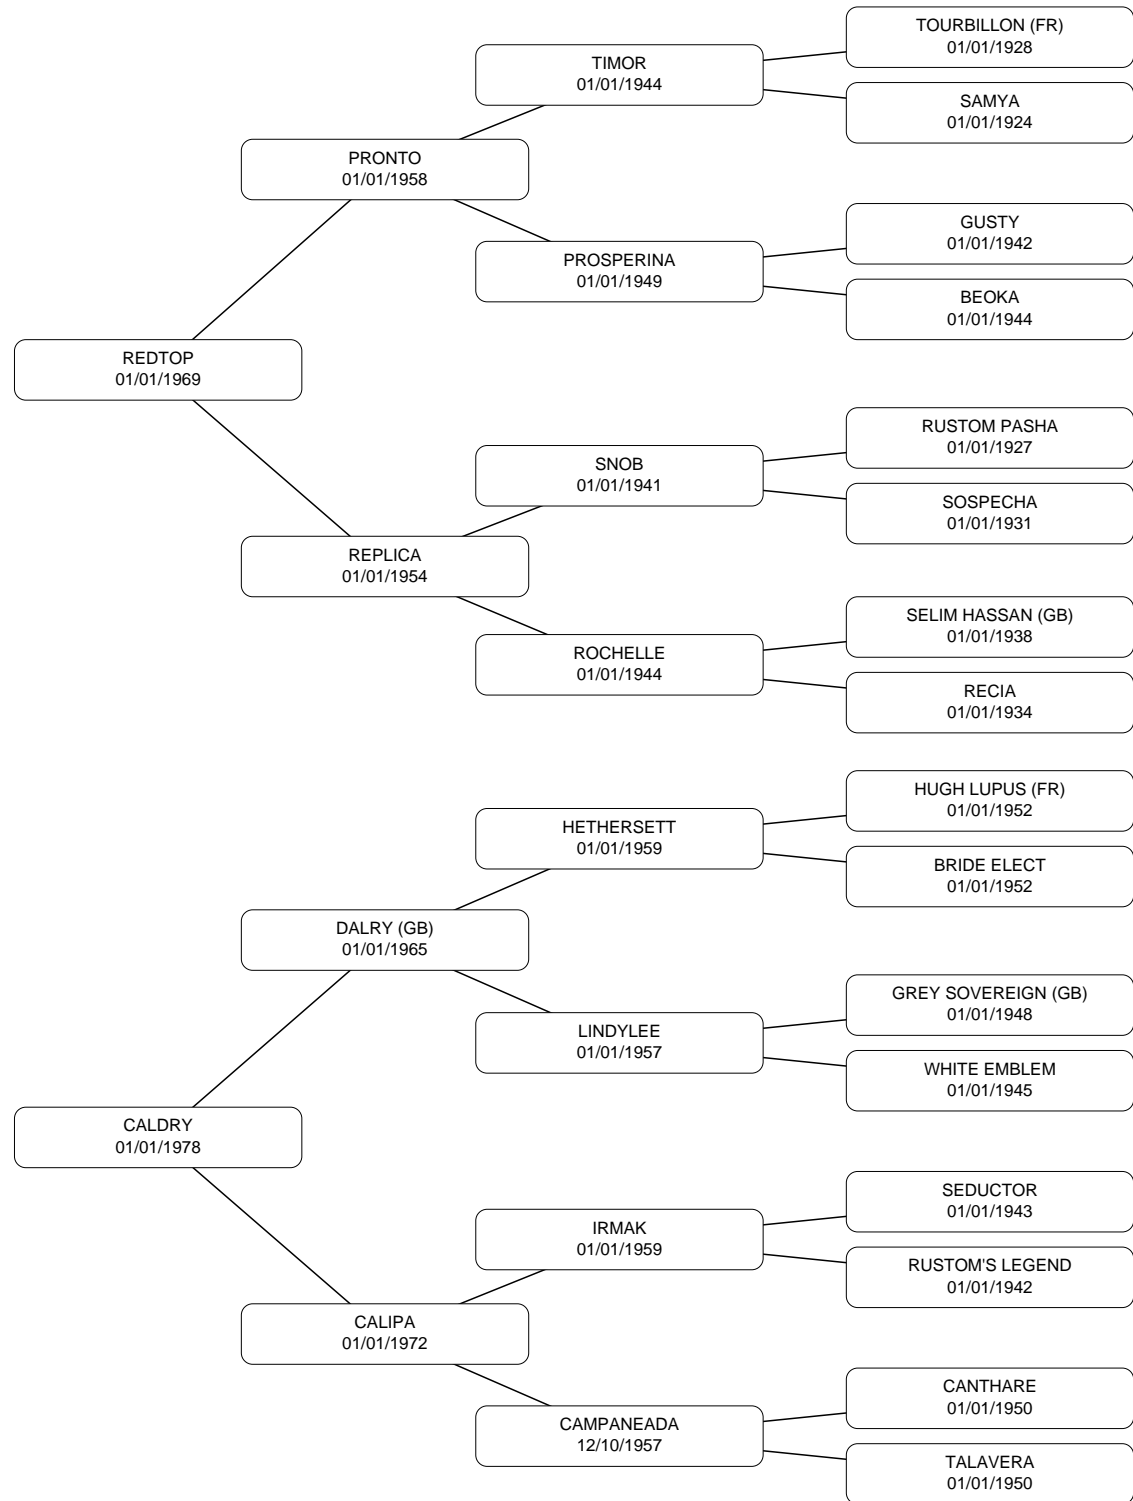 TOURBILLON (FR)
01/01/1928
TIMOR
01/01/1944
SAMYA
01/01/1924
PRONTO
01/01/1958
GUSTY
01/01/1942
PROSPERINA
01/01/1949
BEOKA
01/01/1944
REDTOP
01/01/1969
RUSTOM PASHA
01/01/1927
SNOB
01/01/1941
SOSPECHA
01/01/1931
REPLICA
01/01/1954
SELIM HASSAN (GB)
01/01/1938
ROCHELLE
01/01/1944
RECIA
01/01/1934
HUGH LUPUS (FR)
01/01/1952
HETHERSETT
01/01/1959
BRIDE ELECT
01/01/1952
DALRY (GB)
01/01/1965
GREY SOVEREIGN (GB)
01/01/1948
LINDYLEE
01/01/1957
WHITE EMBLEM
01/01/1945
CALDRY
01/01/1978
SEDUCTOR
01/01/1943
IRMAK
01/01/1959
RUSTOM'S LEGEND
01/01/1942
CALIPA
01/01/1972
CANTHARE
01/01/1950
CAMPANEADA
12/10/1957
TALAVERA
01/01/1950